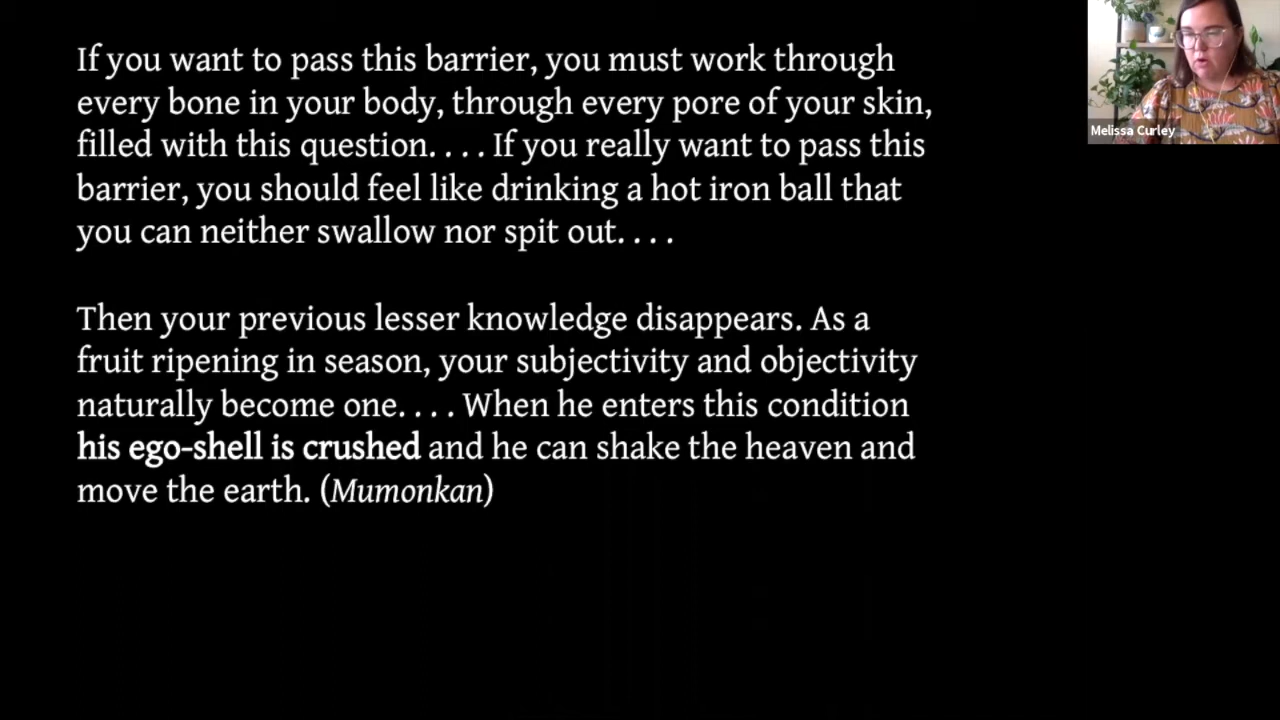 If you want to pass this barrier, you must work through
every bone in your body, through every pore of your skin,
filled with this question. . . . If you really want to pass this
barrier, you should feel like drinking a hot iron ball that
you can neither swallow nor spit out. . . .
Then your previous lesser knowledge disappears. As a
fruit ripening in season, your subjectivity and objectivity
naturally become one. . . . When he enters this condition
his ego-shell is crushed and he can shake the heaven and
move the earth. (Mumonkan)
Melissa Curley